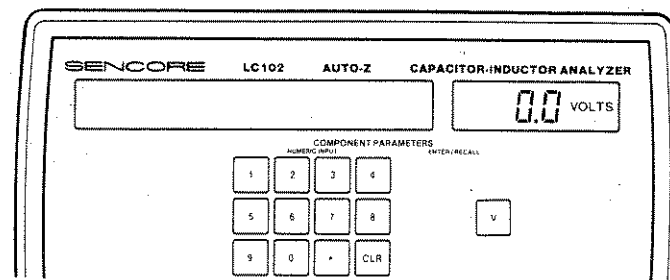 SENCORE LC102 AUTO-Z CAPACITOR-INDUCTOR ANALYZER
0.0 VOLTS
COMPONENT PARAMETERS
NUMERIC INPUT ENTER/RECALL
1 2 3 4
5 6 7 8 V
9 0 . CLR